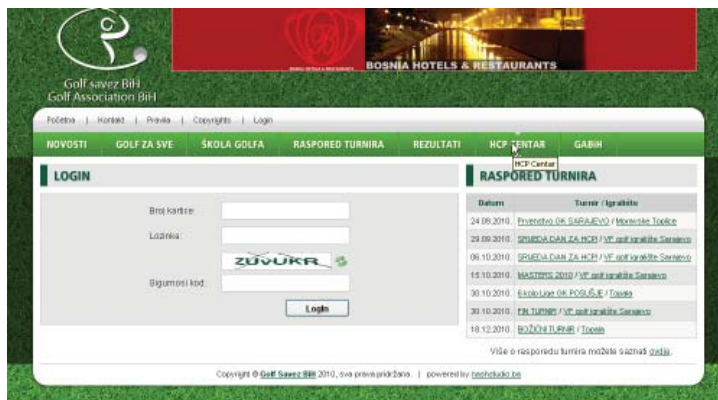 BOSNIA HOTELS & RESTAURANTS
Golf savez BiH
Golf Association BiH
Početna | Kontakt | Pravila | Copyrights | Login
NOVOSTI GOLF ZA SVE ŠKOLA GOLFA RASPORED TURNIRA REZULTATI HCP CENTAR GABIH
HCP Center
LOGIN
Broj kartice:
Lozinka:
ZUVUKR
Sigurnosi kod:
Login
RASPORED TURNIRA
Datum Turnir / Igralište
24.09.2010. Prvenstvo GK SARAJEVO / Moravske Toplice
29.09.2010. SRIJEDA DAN ZA HCP! / VF golf igralište Sarajevo
06.10.2010. SRIJEDA DAN ZA HCP! / VF golf igralište Sarajevo
15.10.2010. MASTERS 2010 / VF golf igralište Sarajevo
30.10.2010. 6 kolo Lige GK POSUŠJE / Topala
30.10.2010. FIN TURNIR / VF golf igralište Sarajevo
18.12.2010. BOŽIĆNI TURNIR / Topala
Više o rasporedu turnira možete saznati ovdje.
Copyright © Golf Savez BiH 2010, sva prava pridržana. | powered by